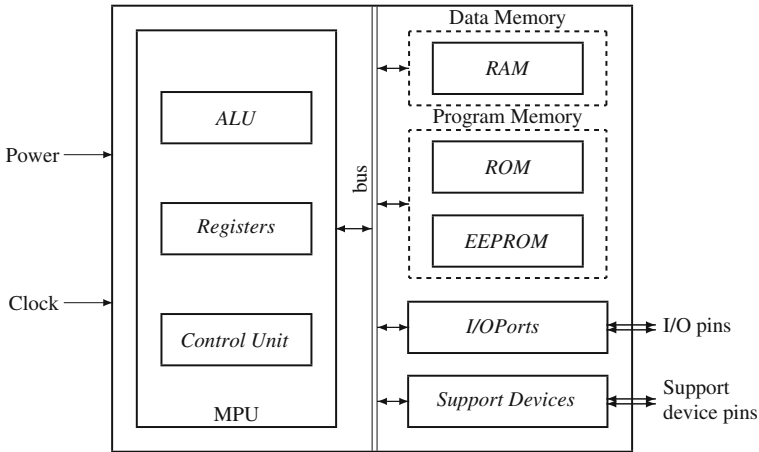 Data Memory
RAM
Program Memory
ALU
Power
ROM
bus
Registers
EEPROM
Clock
I/OPorts
I/O pins
Control Unit
Support Devices
Support
device pins
MPU